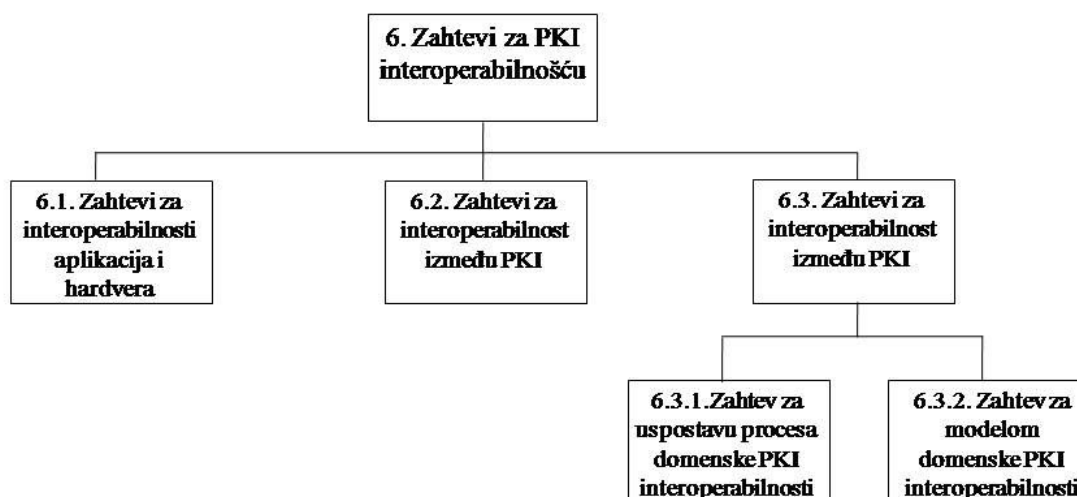 6. Zahtevi za PKI
interoperabilnošću
6.1. Zahtevi za
interoperabilnosti
aplikacija i
hardvera
6.2. Zahtevi za
interoperabilnost
između PKI
6.3. Zahtevi za
interoperabilnost
između PKI
6.3.1.Zahtev za
uspostavu procesa
domenske PKI
interoperabilnosti
6.3.2. Zahtev za
modelom
domenske PKI
interoperabilnosti